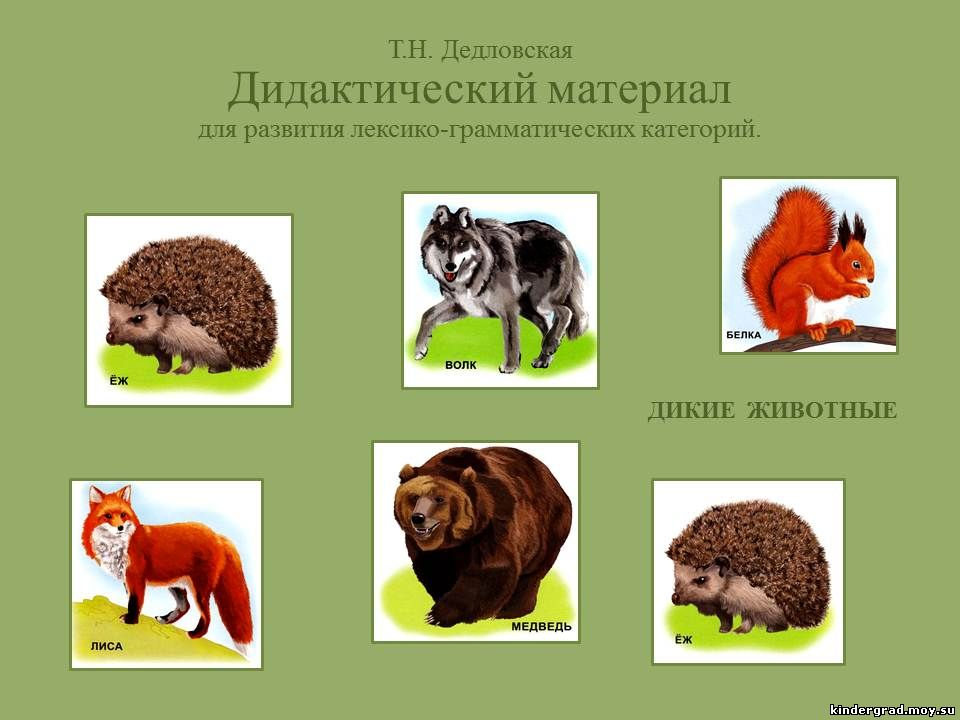 Т.Н. Дедловская
Дидактический материал
для развития лексико-грамматических категорий.
ЁЖ
ВОЛК
БЕЛКА
ДИКИЕ ЖИВОТНЫЕ
ЛИСА
МЕДВЕДЬ
ЁЖ
kindergrad.moy.su